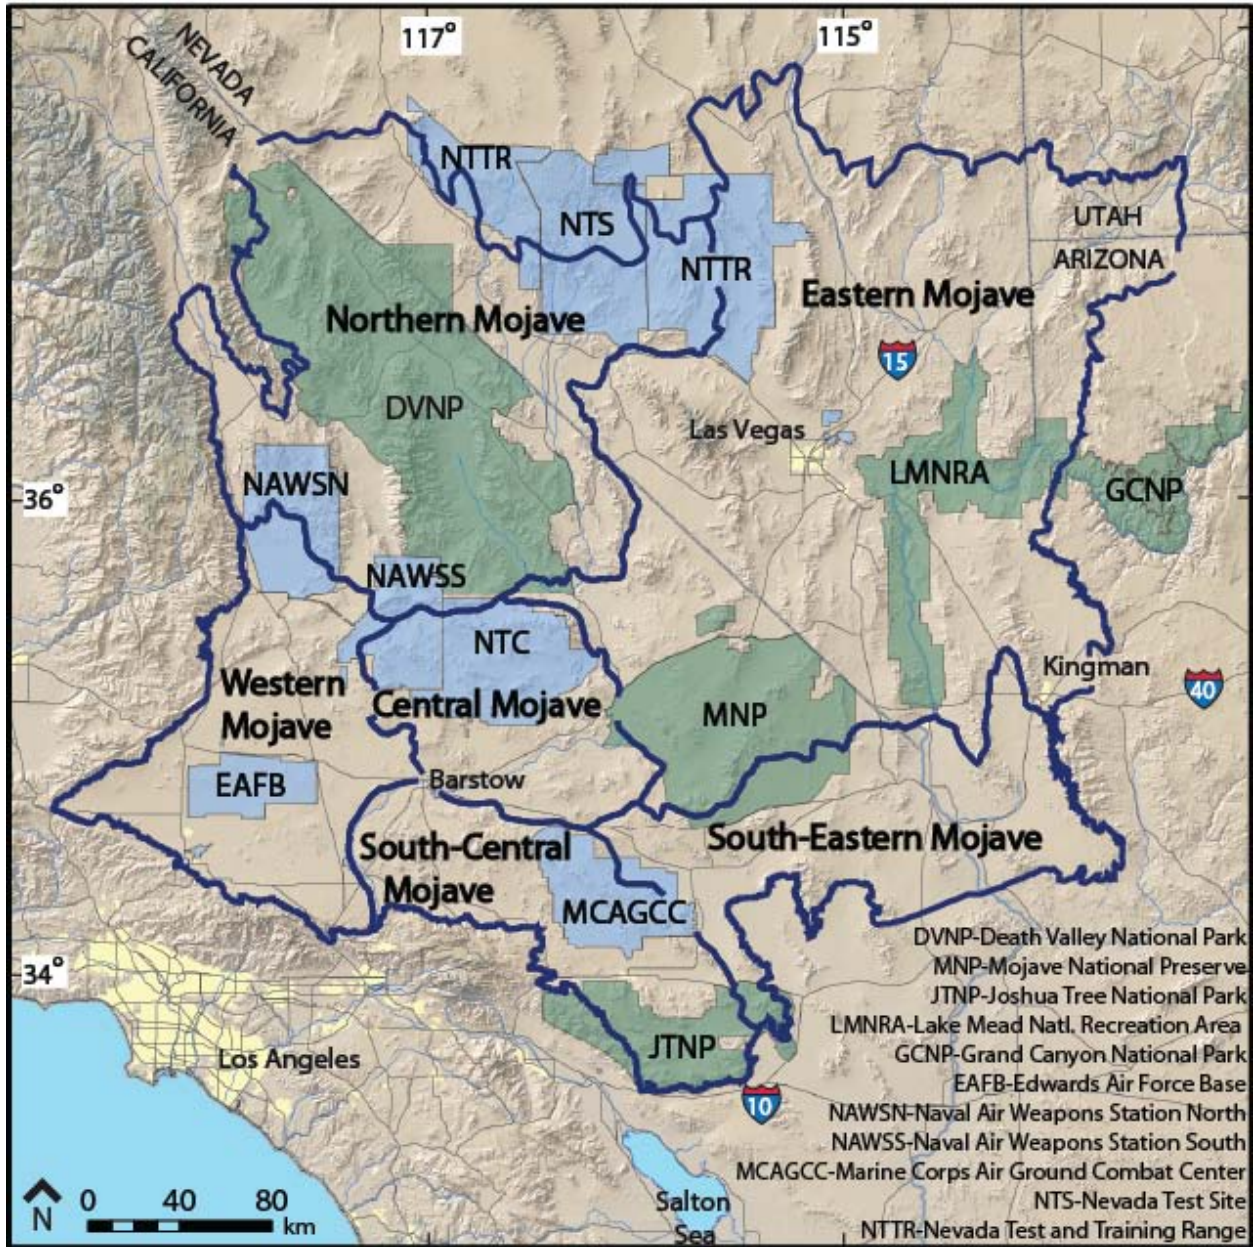 117°
115°
NEVADA
CALIFORNIA
NTTR
NTS
UTAH
ARIZONA
NTTR
Eastern Mojave
Northern Mojave
15
DVNP
Las Vegas
LMNRA
GCNP
NAWSN
36°
NAWSS
NTC
Kingman
40
Western
Mojave
Central Mojave
MNP
EAFB
Barstow
South-Central
Mojave
South-Eastern Mojave
MCAGCC
34°
Los Angeles
JTNP
10
DVNP-Death Valley National Park
MNP-Mojave National Preserve
JTNP-Joshua Tree National Park
LMNRA-Lake Mead Natl. Recreation Area
GCNP-Grand Canyon National Park
EAFB-Edwards Air Force Base
NAWSN-Naval Air Weapons Station North
NAWSS-Naval Air Weapons Station South
MCAGCC-Marine Corps Air Ground Combat Center
NTS-Nevada Test Site
NTTR-Nevada Test and Training Range
Salton
Sea
N
0 40 80
km